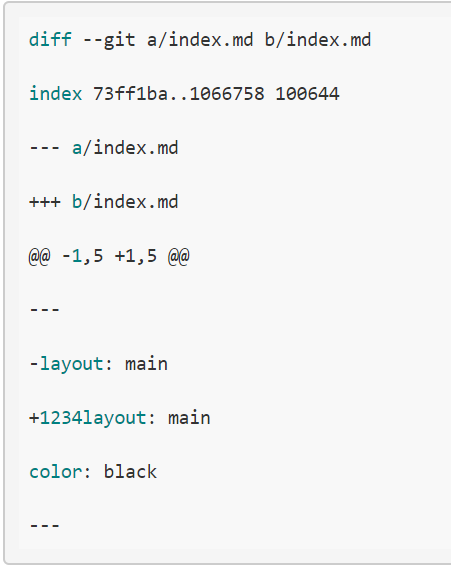 diff --git a/index.md b/index.md
index 73ff1ba..1066758 100644
--- a/index.md
+++ b/index.md
@@ -1,5 +1,5 @@
---
-layout: main
+1234layout: main
color: black
---